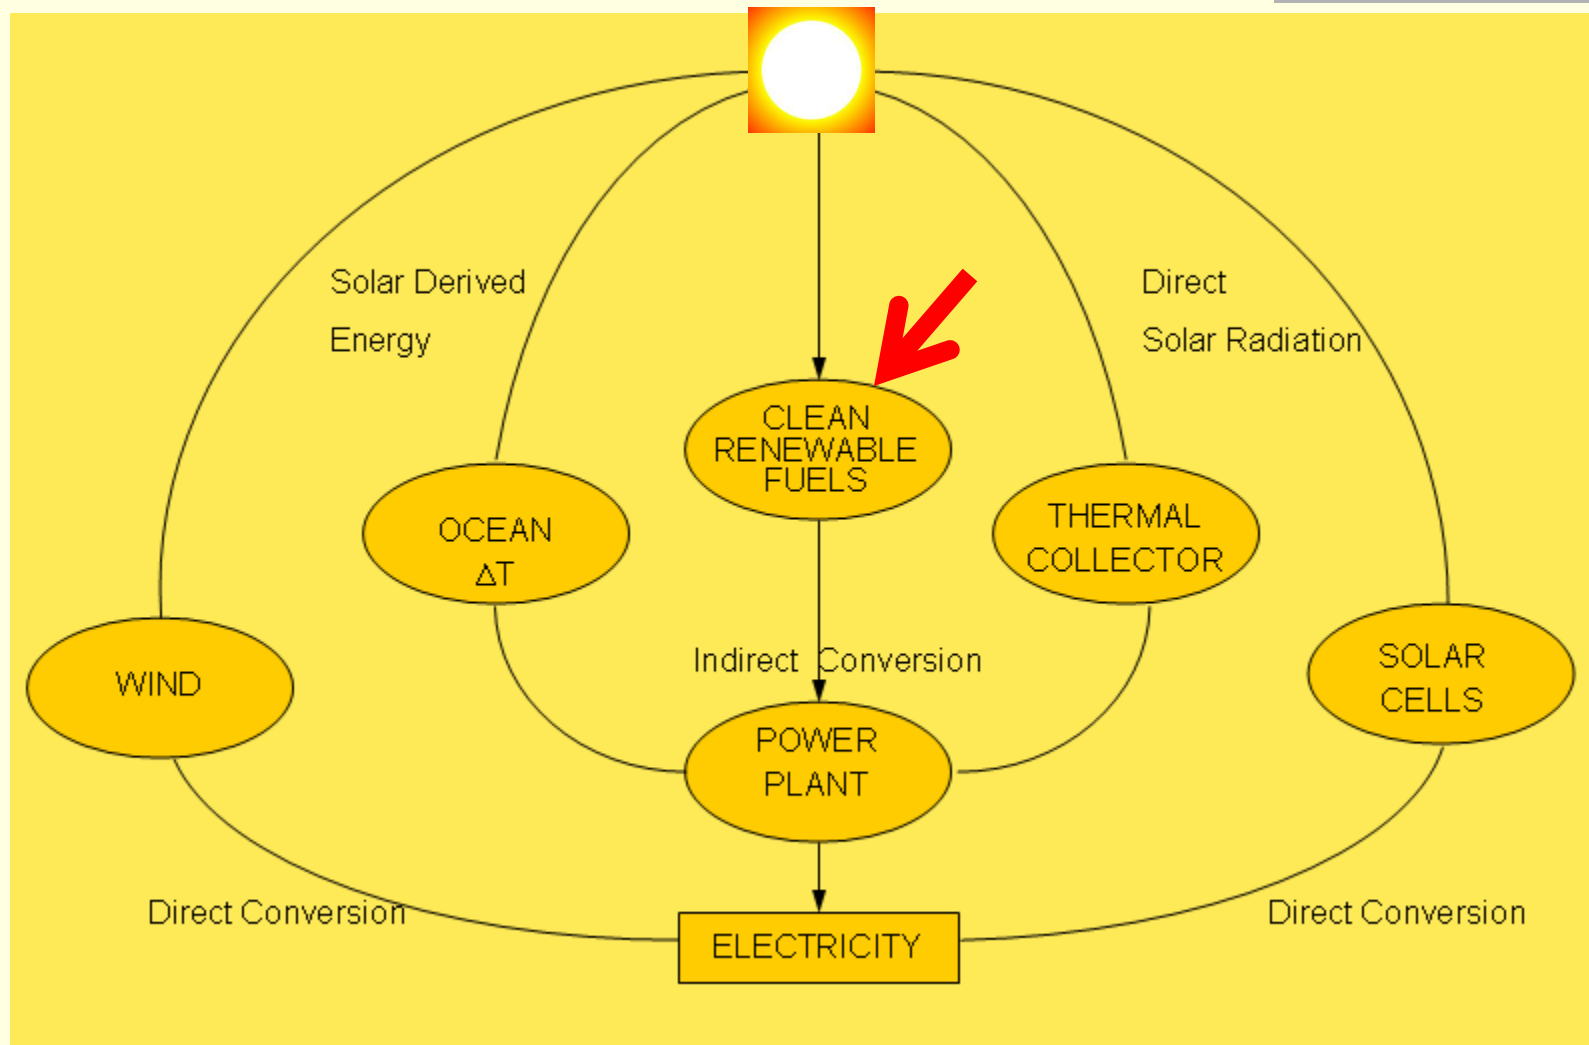 Solar Derived
Energy
Direct
Solar Radiation
CLEAN
RENEWABLE
FUELS
OCEAN
ΔT
THERMAL
COLLECTOR
WIND
Indirect Conversion
SOLAR
CELLS
POWER
PLANT
Direct Conversion
Direct Conversion
ELECTRICITY